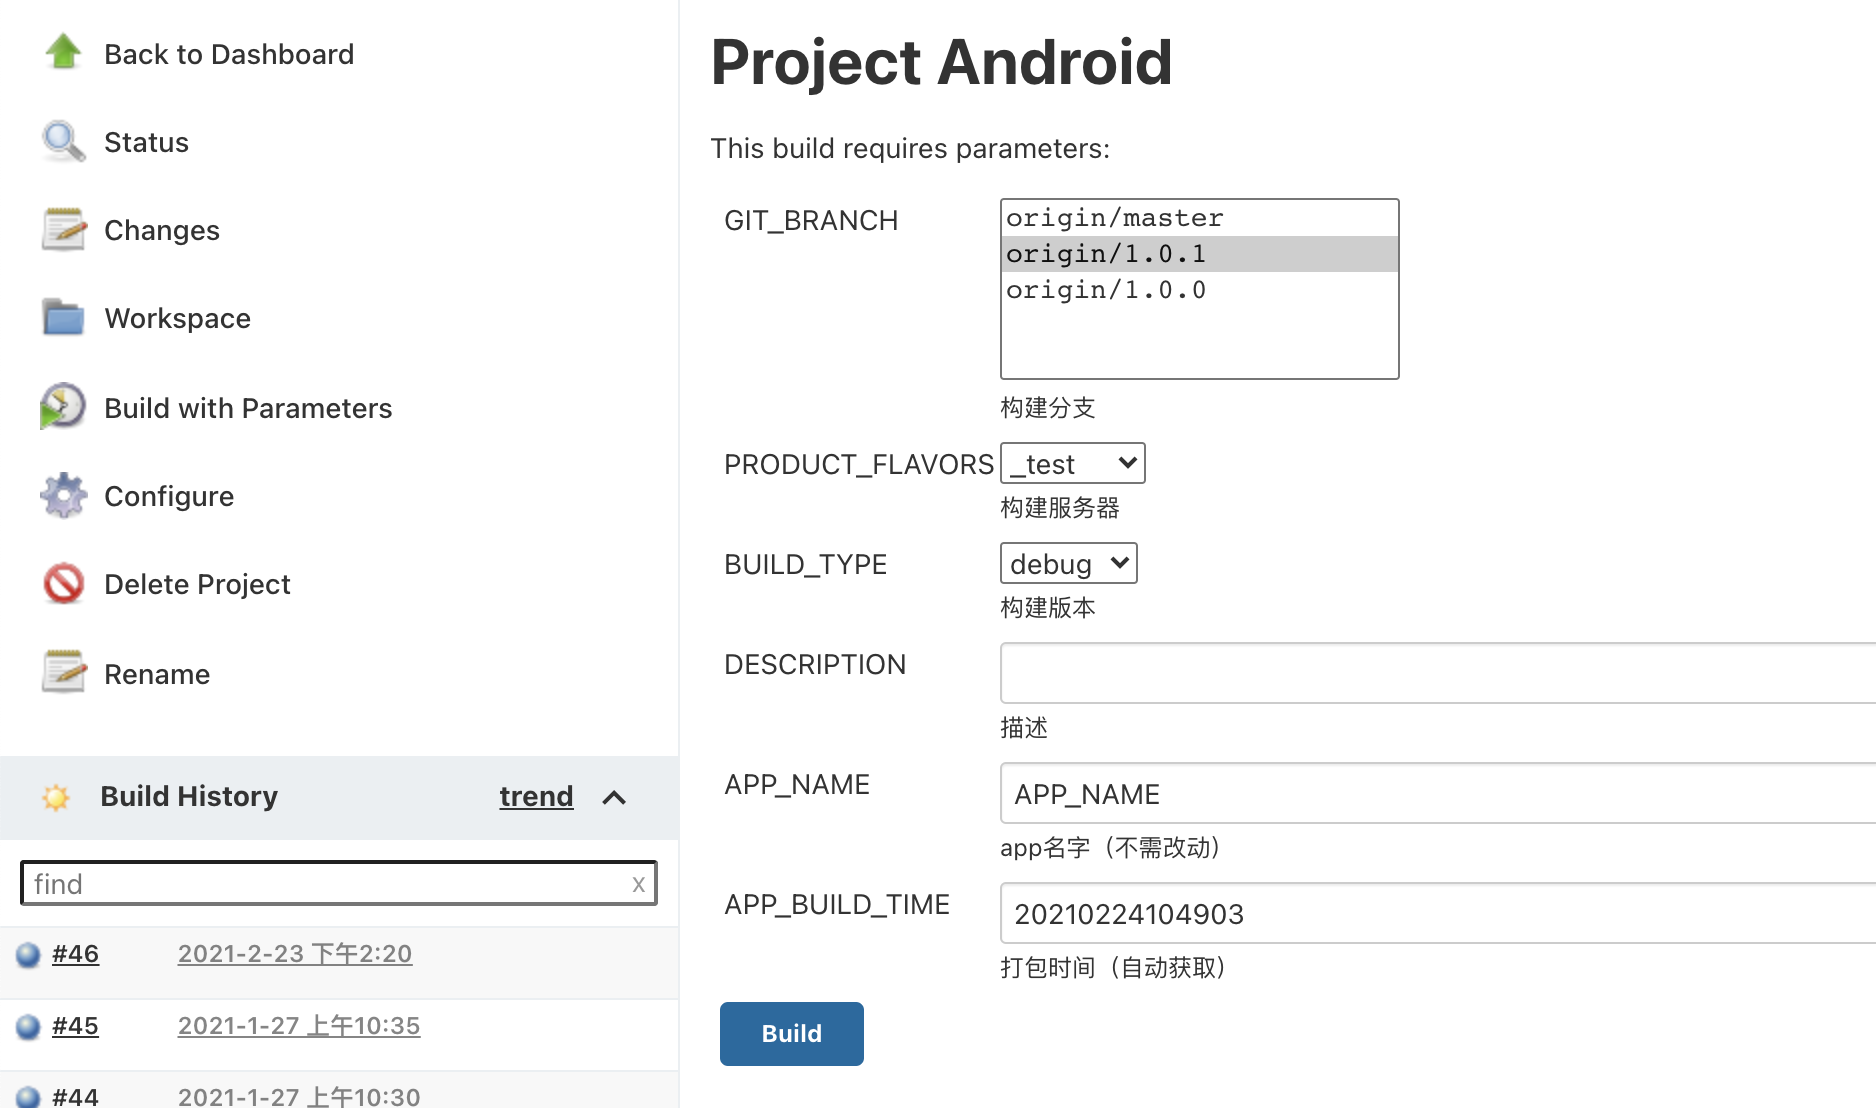 Back to Dashboard
Status
Changes
Workspace
Build with Parameters
Configure
Delete Project
Rename
Build History trend
find x
#46 2021-2-23 下午2:20
#45 2021-1-27 上午10:35
#44 2021-1-27 上午10:30
Project Android
This build requires parameters:
GIT_BRANCH
origin/master
origin/1.0.1
origin/1.0.0
构建分支
PRODUCT_FLAVORS _test
构建服务器
BUILD_TYPE debug
构建版本
DESCRIPTION
描述
APP_NAME APP_NAME
app名字（不需改动）
APP_BUILD_TIME 20210224104903
打包时间（自动获取）
Build